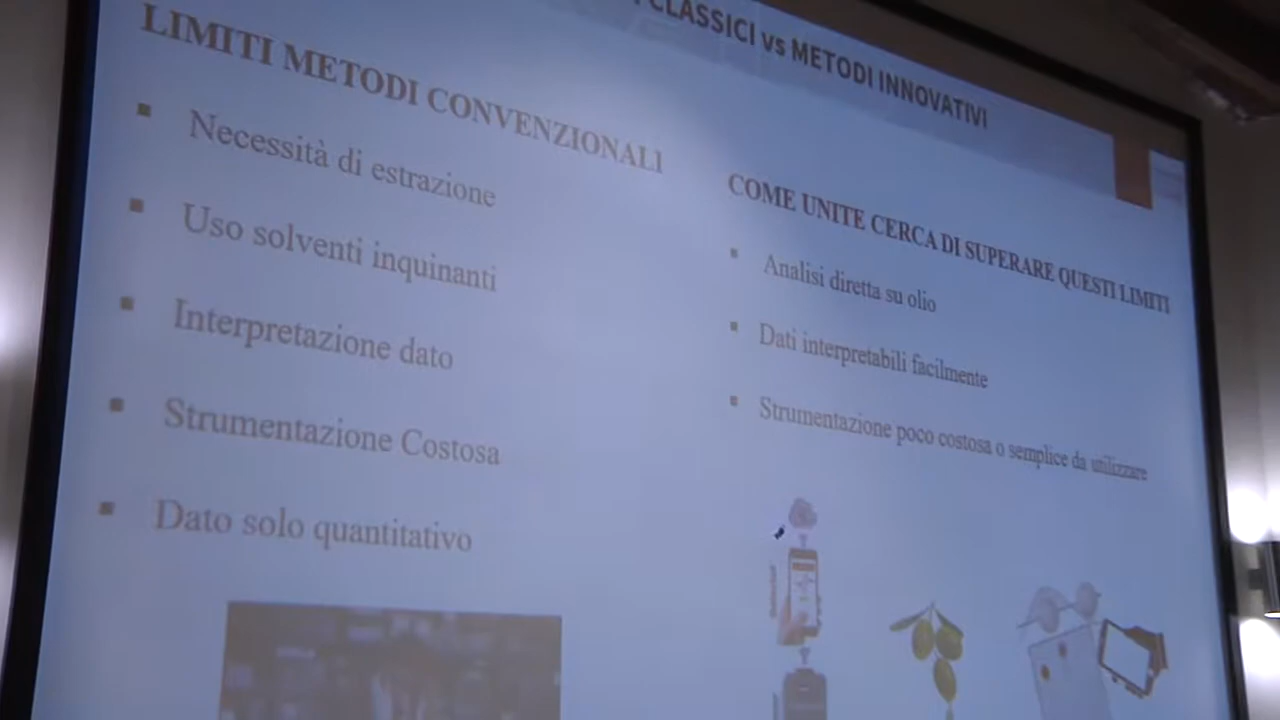 CLASSICI vs METODI INNOVATIVI
LIMITI METODI CONVENZIONALI
Necessità di estrazione
Uso solventi inquinanti
Interpretazione dato
Strumentazione Costosa
Dato solo quantitativo
COME UNITE CERCA DI SUPERARE QUESTI LIMITI
Analisi diretta su olio
Dati interpretabili facilmente
Strumentazione poco costosa o semplice da utilizzare